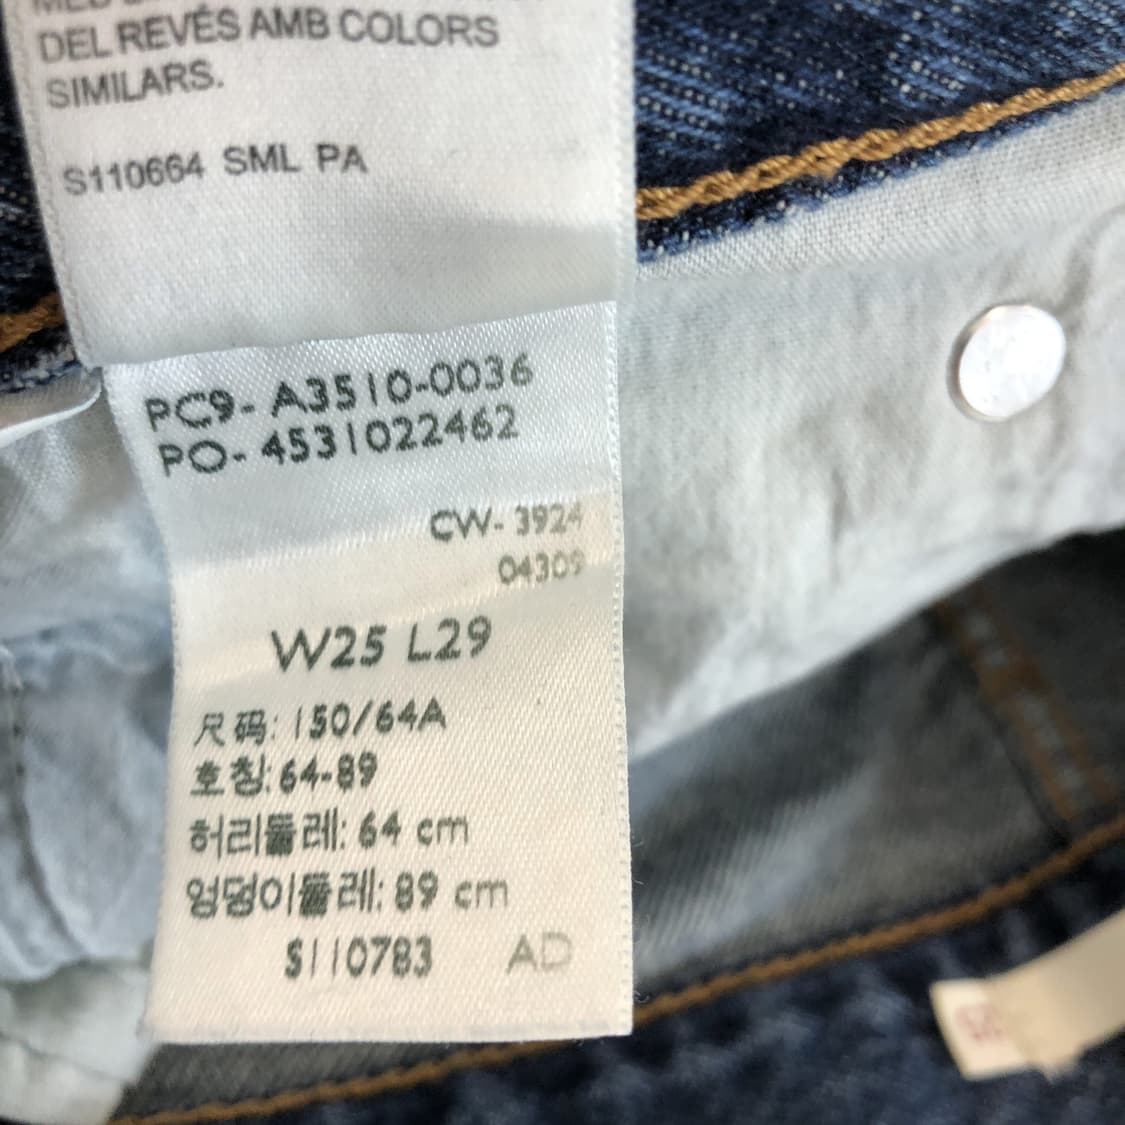 DEL REVÉS AMB COLORS
SIMILARS.
S110664 SML PA
PC9- A3510-0036
PO- 4531022462
CW- 3924
04309
W25 L29
尺码: 150/64A
호칭: 64-89
허리둘레: 64 cm
엉덩이둘레: 89 cm
S110783 AD